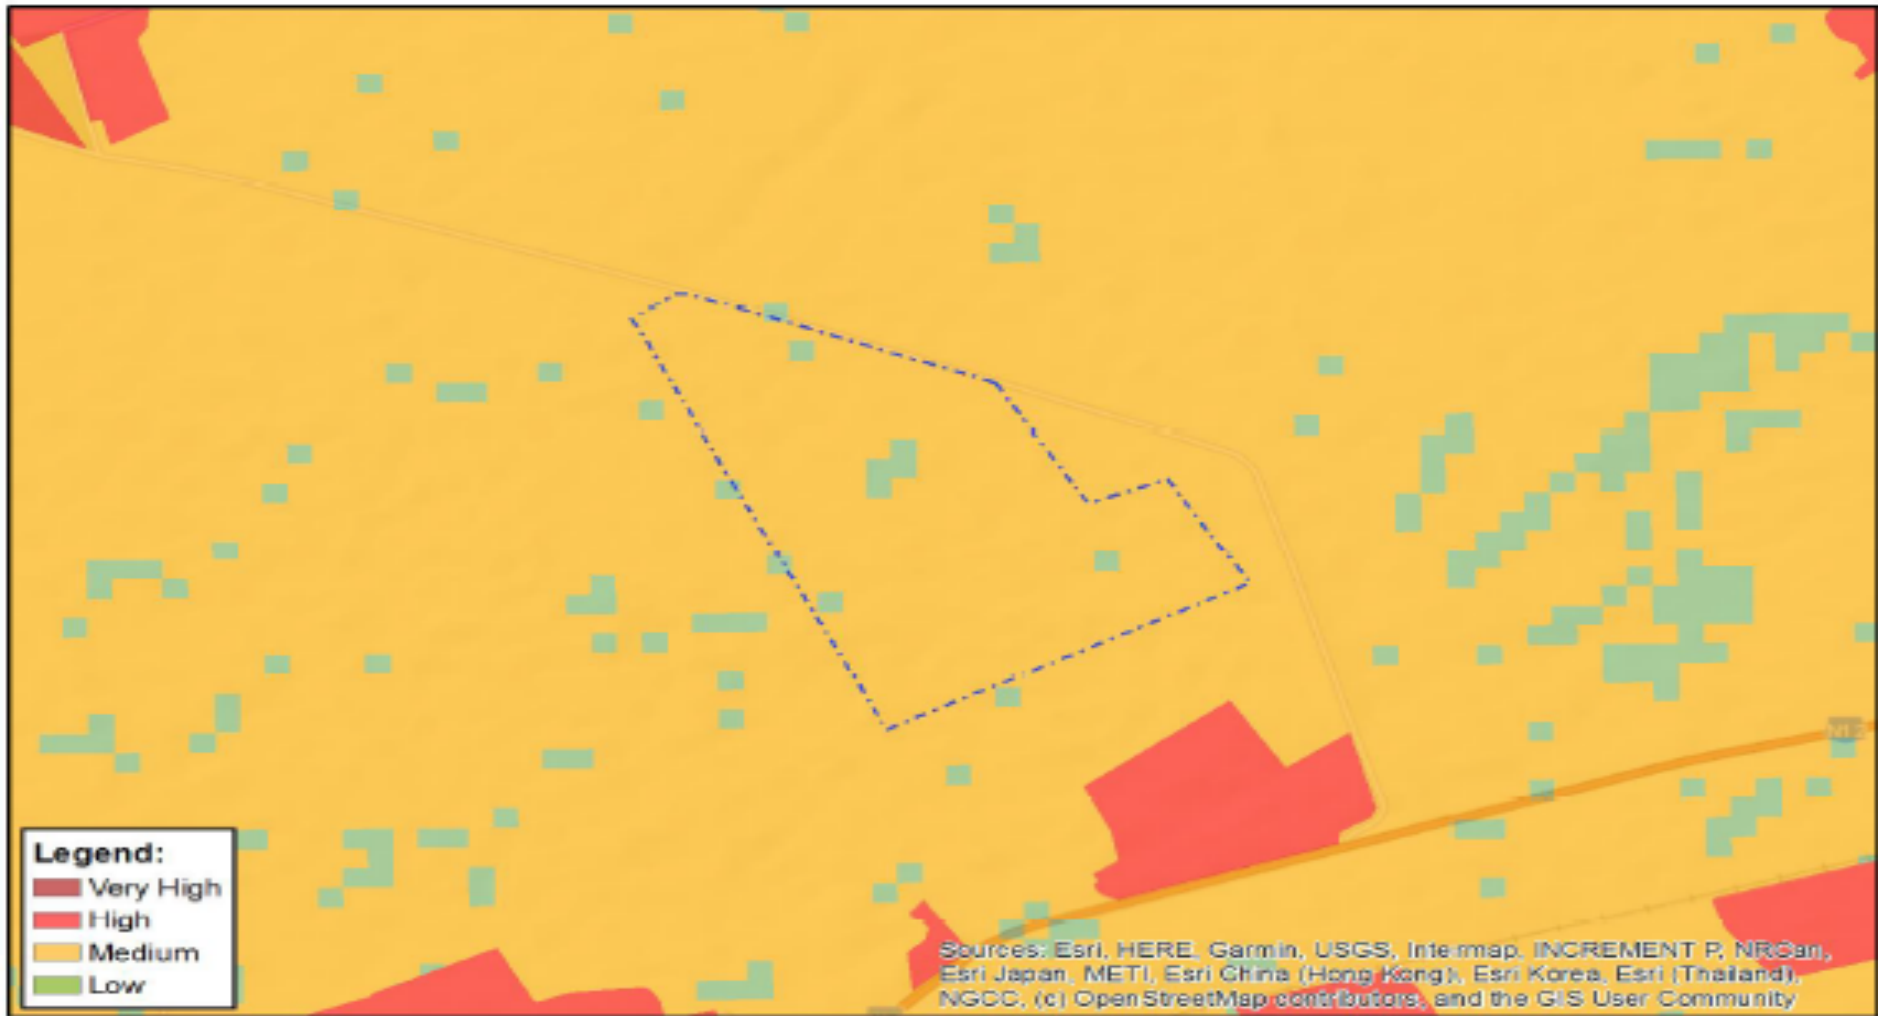 Legend:
Very High
High
Medium
Low
Sources: Esri, HERE, Garmin, USGS, Intermap, INCREMENT P, NRCan,
Esri Japan, METI, Esri China (Hong Kong), Esri Korea, Esri (Thailand),
NGCC, (c) OpenStreetMap contributors, and the GIS User Community